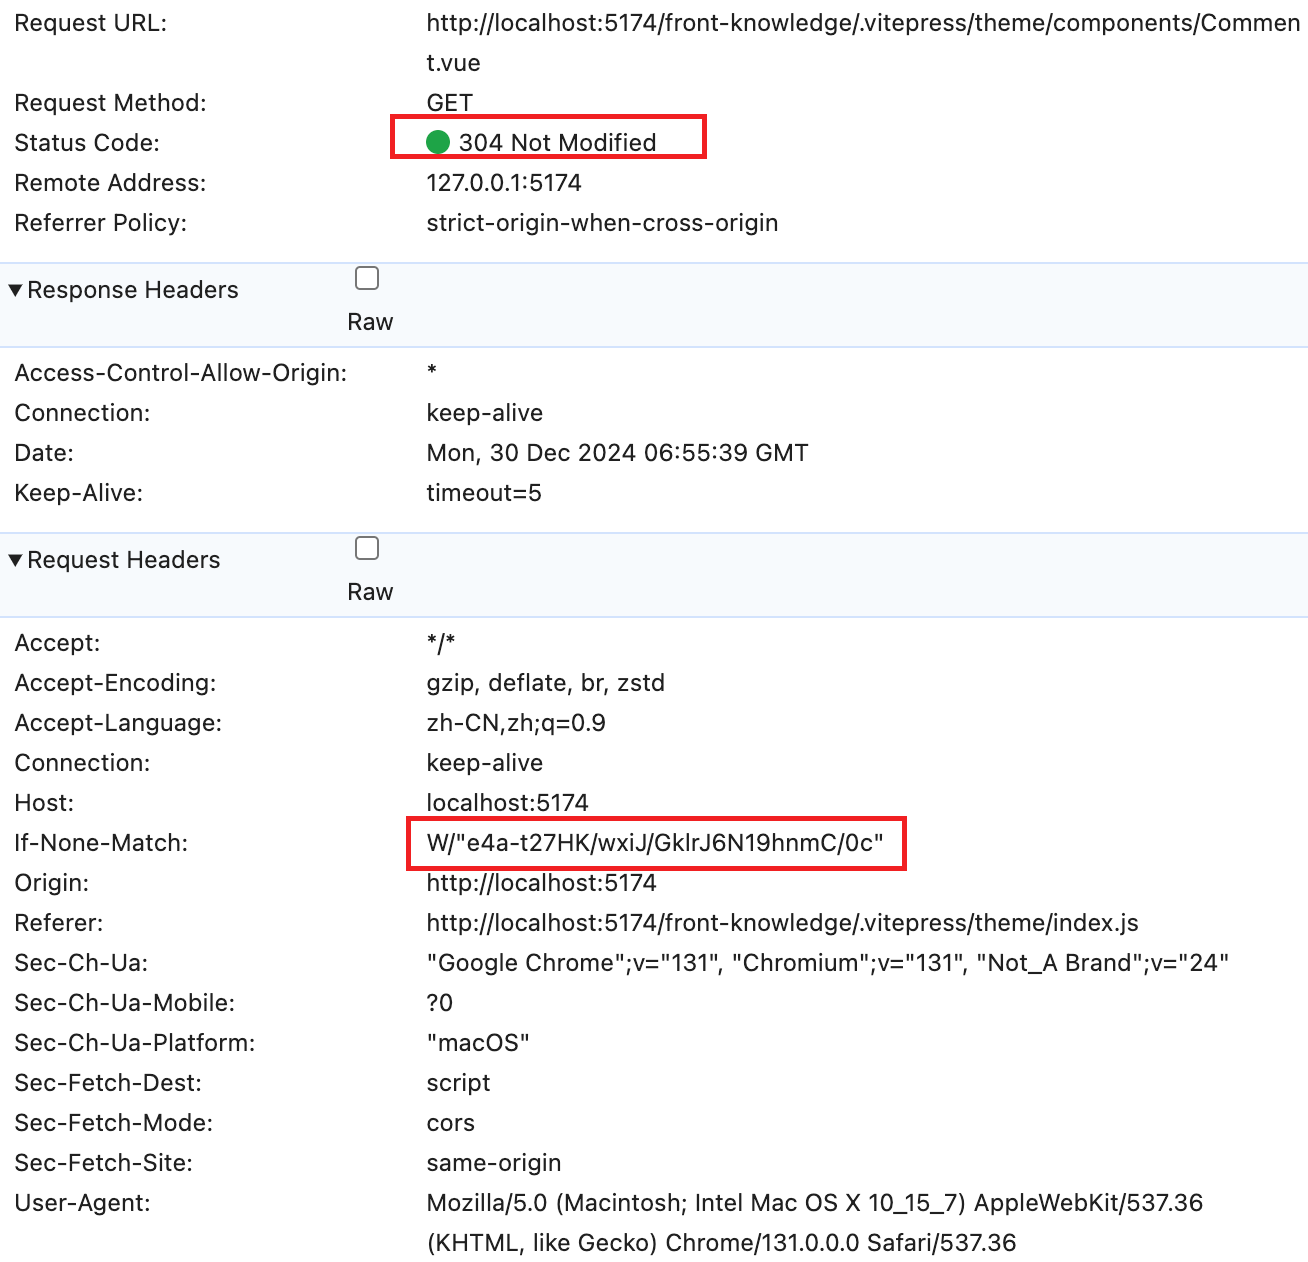 Request URL: http://localhost:5174/front-knowledge/.vitepress/theme/components/Commen
t.vue
Request Method: GET
Status Code: 304 Not Modified
Remote Address: 127.0.0.1:5174
Referrer Policy: strict-origin-when-cross-origin
Response Headers
Raw
Access-Control-Allow-Origin: *
Connection: keep-alive
Date: Mon, 30 Dec 2024 06:55:39 GMT
Keep-Alive: timeout=5
Request Headers
Raw
Accept: */*
Accept-Encoding: gzip, deflate, br, zstd
Accept-Language: zh-CN,zh;q=0.9
Connection: keep-alive
Host: localhost:5174
If-None-Match: W/"e4a-t27HK/wxiJ/GklrJ6N19hnmC/0c"
Origin: http://localhost:5174
Referer: http://localhost:5174/front-knowledge/.vitepress/theme/index.js
Sec-Ch-Ua: "Google Chrome";v="131", "Chromium";v="131", "Not_A Brand";v="24"
Sec-Ch-Ua-Mobile: ?0
Sec-Ch-Ua-Platform: "macOS"
Sec-Fetch-Dest: script
Sec-Fetch-Mode: cors
Sec-Fetch-Site: same-origin
User-Agent: Mozilla/5.0 (Macintosh; Intel Mac OS X 10_15_7) AppleWebKit/537.36
(KHTML, like Gecko) Chrome/131.0.0.0 Safari/537.36